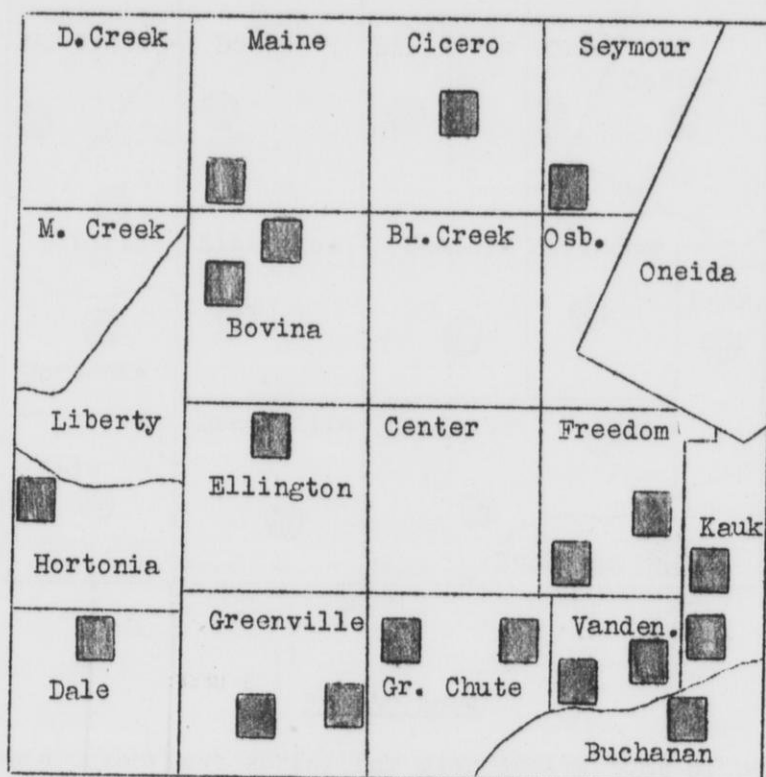 D.Creek
Maine
Cicero
Seymour
M. Creek
Bl.Creek
Osb.
Oneida
Bovina
Liberty
Center
Freedom
Ellington
Kauk
Hortonia
Greenville
Vanden.
Dale
Gr. Chute
Buchanan